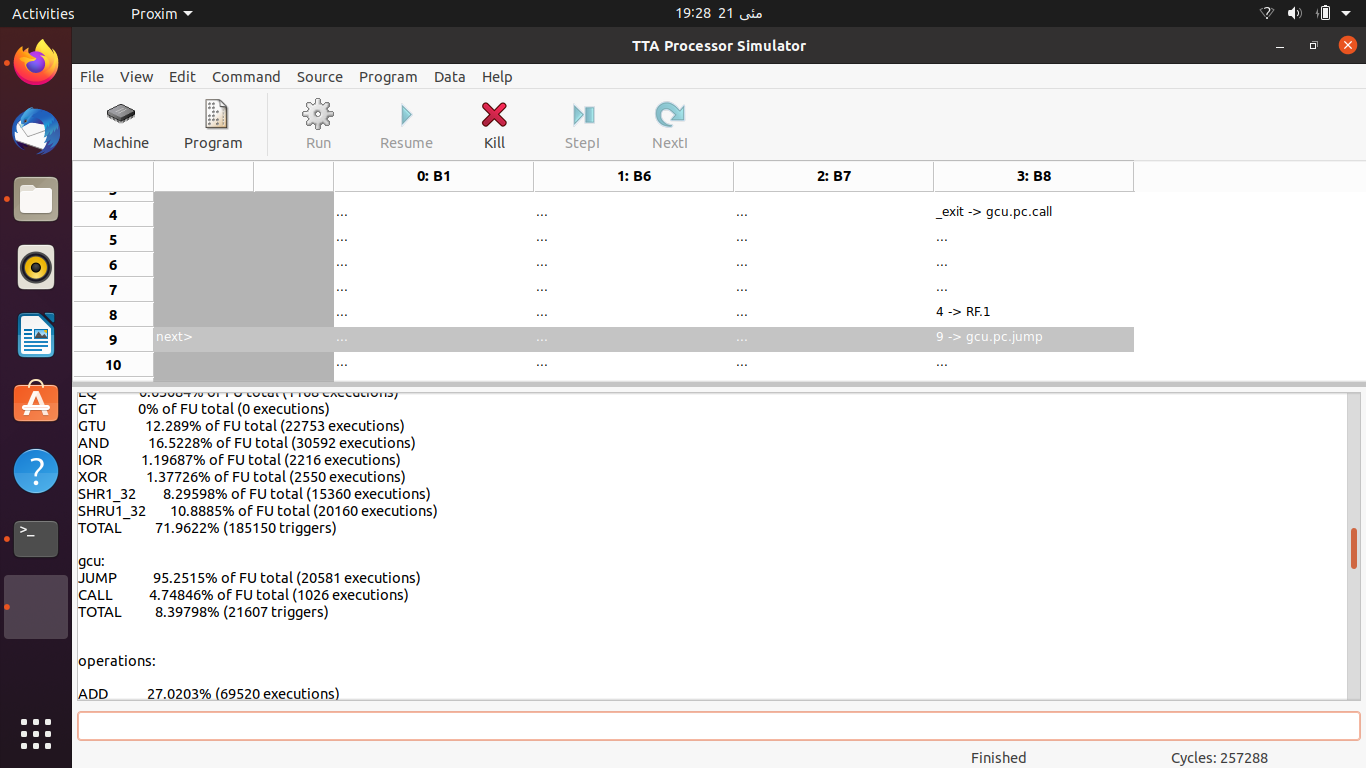 Activities Proxim 19:28 21 مئی
TTA Processor Simulator
File View Edit Command Source Program Data Help
Machine Program Run Resume Kill StepI NextI
0: B1 1: B6 2: B7 3: B8
4 ... ... ... _exit -> gcu.pc.call
5 ... ... ... ...
6 ... ... ... ...
7 ... ... ... ...
8 ... ... ... 4 -> RF.1
9 next> ... ... ... 9 -> gcu.pc.jump
10 ... ... ... ...
GT 0% of FU total (0 executions)
GTU 12.289% of FU total (22753 executions)
AND 16.5228% of FU total (30592 executions)
IOR 1.19687% of FU total (2216 executions)
XOR 1.37726% of FU total (2550 executions)
SHR1_32 8.29598% of FU total (15360 executions)
SHRU1_32 10.8885% of FU total (20160 executions)
TOTAL 71.9622% (185150 triggers)
gcu:
JUMP 95.2515% of FU total (20581 executions)
CALL 4.74846% of FU total (1026 executions)
TOTAL 8.39798% (21607 triggers)
operations:
ADD 27.0203% (69520 executions)
Finished Cycles: 257288